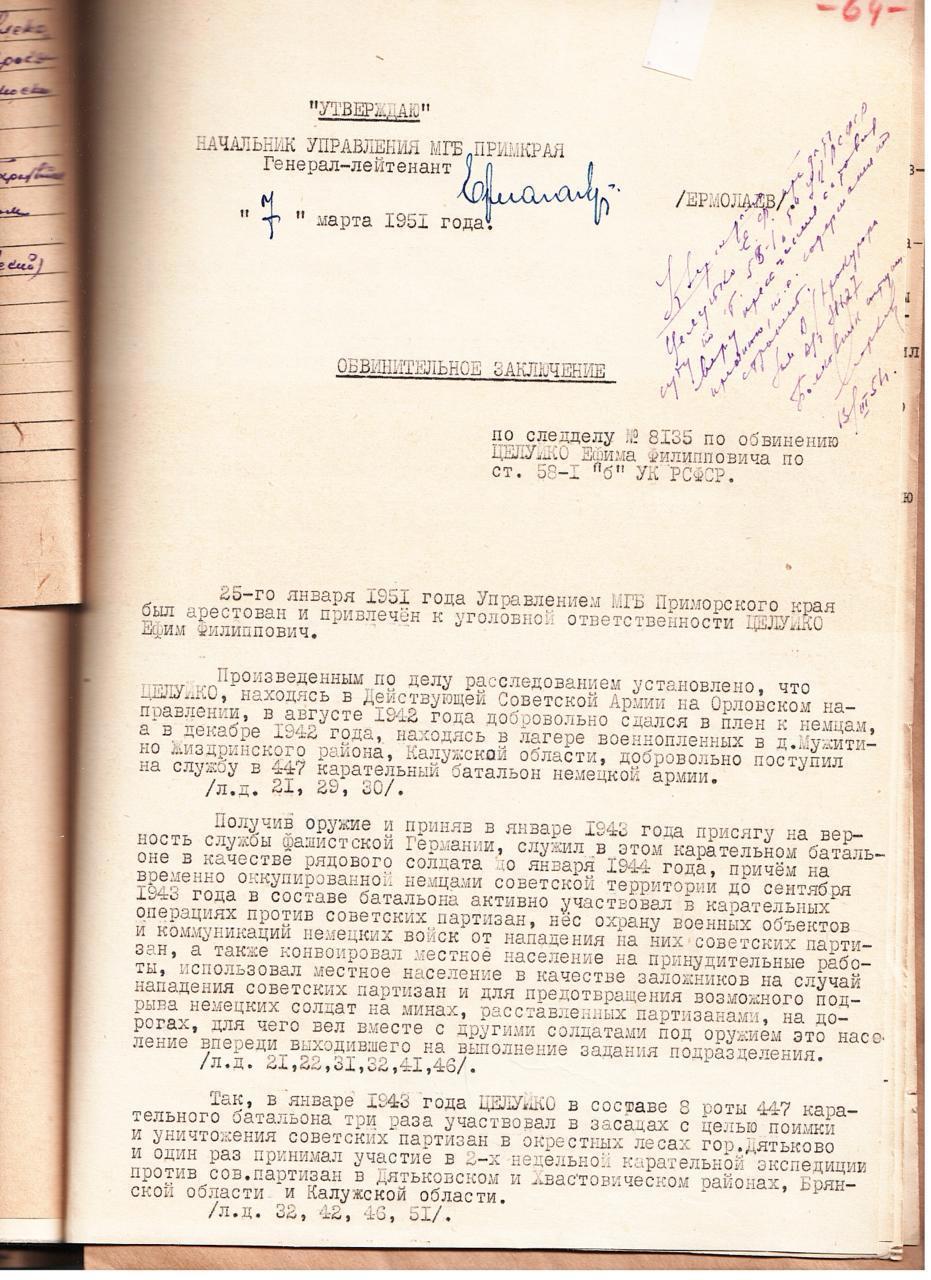 -64-
"УТВЕРЖДАЮ"
НАЧАЛЬНИК УПРАВЛЕНИЯ МГБ ПРИМКРАЯ
Генерал-лейтенант
/ЕРМОЛАЕВ/
" 7 " марта 1951 года.
ОБВИНИТЕЛЬНОЕ ЗАКЛЮЧЕНИЕ
по следделу № 8135 по обвинению
ЦЕЛУЙКО Ефима Филипповича по
ст. 58-I "б" УК РСФСР.
25-го января 1951 года Управлением МГБ Приморского края
был арестован и привлечён к уголовной ответственности ЦЕЛУЙКО
Ефим Филиппович.
Произведенным по делу расследованием установлено, что
ЦЕЛУЙКО, находясь в Действующей Советской Армии на Орловском на-
правлении, в августе 1942 года добровольно сдался в плен к немцам,
а в декабре 1942 года, находясь в лагере военнопленных в д.Мужити-
но Жиздринского района, Калужской области, добровольно поступил
на службу в 447 карательный батальон немецкой армии.
/л.д. 21, 29, 30/.
Получив оружие и приняв в январе 1943 года присягу на вер-
ность службы фашистской Германии, служил в этом карательном баталь-
оне в качестве рядового солдата до января 1944 года, причём на
временно оккупированной немцами советской территории до сентября
1943 года в составе батальона активно участвовал в карательных
операциях против советских партизан, нёс охрану военных объектов
и коммуникаций немецких войск от нападения на них советских парти-
зан, а также конвоировал местное население на принудительные рабо-
ты, использовал местное население в качестве заложников на случай
нападения советских партизан и для предотвращения возможного под-
рыва немецких солдат на минах, расставленных партизанами, на до-
рогах, для чего вел вместе с другими солдатами под оружием это насе-
ление впереди выходившего на выполнение задания подразделения.
/л.д. 21,22,31,32,41,46/.
Так, в январе 1943 года ЦЕЛУЙКО в составе 8 роты 447 кара-
тельного батальона три раза участвовал в засадах с целью поимки
и уничтожения советских партизан в окрестных лесах гор.Дятьково
и один раз принимал участие в 2-х недельной карательной экспедиции
против сов.партизан в Дятьковском и Хвастовическом районах, Брян-
ской области и Калужской области.
/л.д. 32, 42, 46, 51/.